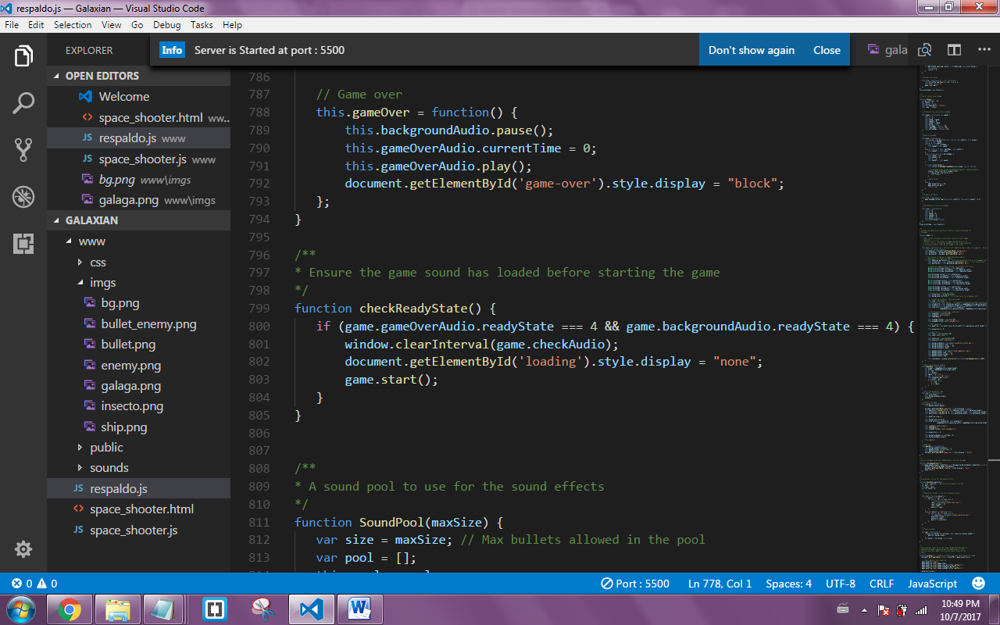 respaldo.js — Galaxian — Visual Studio Code
File Edit Selection View Go Debug Tasks Help
EXPLORER
Info Server is Started at port : 5500 Don't show again Close
gala
OPEN EDITORS
Welcome
space_shooter.html ww...
respaldo.js www
space_shooter.js www
bg.png www\imgs
galaga.png www\imgs
GALAXIAN
www
css
imgs
bg.png
bullet_enemy.png
bullet.png
enemy.png
galaga.png
insecto.png
ship.png
public
sounds
respaldo.js
space_shooter.html
space_shooter.js
786
787 // Game over
788 this.gameOver = function() {
789 this.backgroundAudio.pause();
790 this.gameOverAudio.currentTime = 0;
791 this.gameOverAudio.play();
792 document.getElementById('game-over').style.display = "block";
793 };
794 }
795
796 /**
797 * Ensure the game sound has loaded before starting the game
798 */
799 function checkReadyState() {
800 if (game.gameOverAudio.readyState === 4 && game.backgroundAudio.readyState === 4) {
801 window.clearInterval(game.checkAudio);
802 document.getElementById('loading').style.display = "none";
803 game.start();
804 }
805 }
806
807
808 /**
809 * A sound pool to use for the sound effects
810 */
811 function SoundPool(maxSize) {
812 var size = maxSize; // Max bullets allowed in the pool
813 var pool = [];
0 0 Port : 5500 Ln 778, Col 1 Spaces: 4 UTF-8 CRLF JavaScript
10:49 PM
10/7/2017